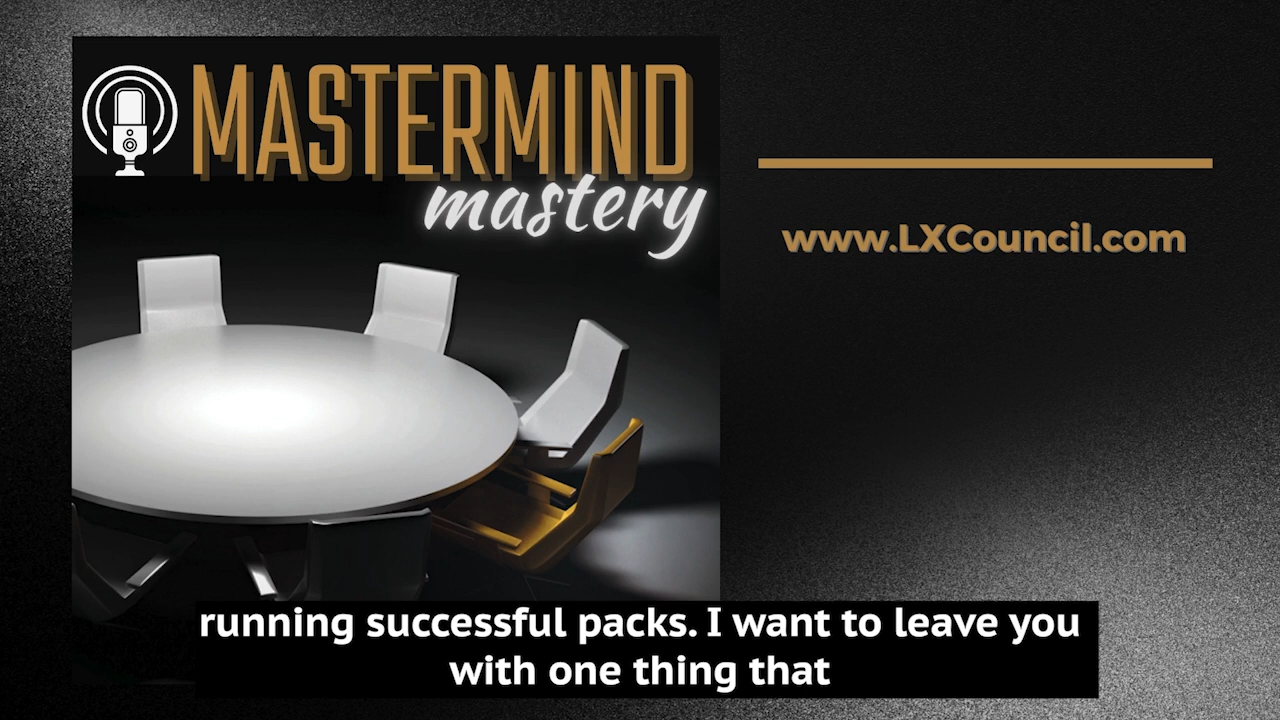 MASTERMIND
mastery
www.LXCouncil.com
running successful packs. I want to leave you
with one thing that